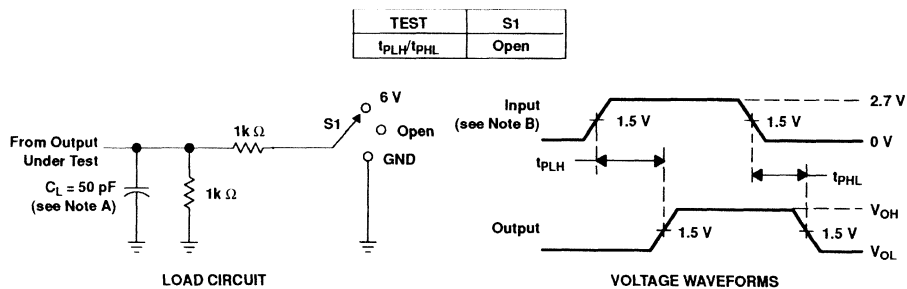 TEST S1
tPLH/tPHL Open
6 V
S1
Open
GND
1k Ω
From Output
Under Test
CL = 50 pF
(see Note A)
1k Ω
LOAD CIRCUIT
Input
(see Note B)
1.5 V
1.5 V
2.7 V
0 V
tPLH
tPHL
Output
1.5 V
1.5 V
VOH
VOL
VOLTAGE WAVEFORMS